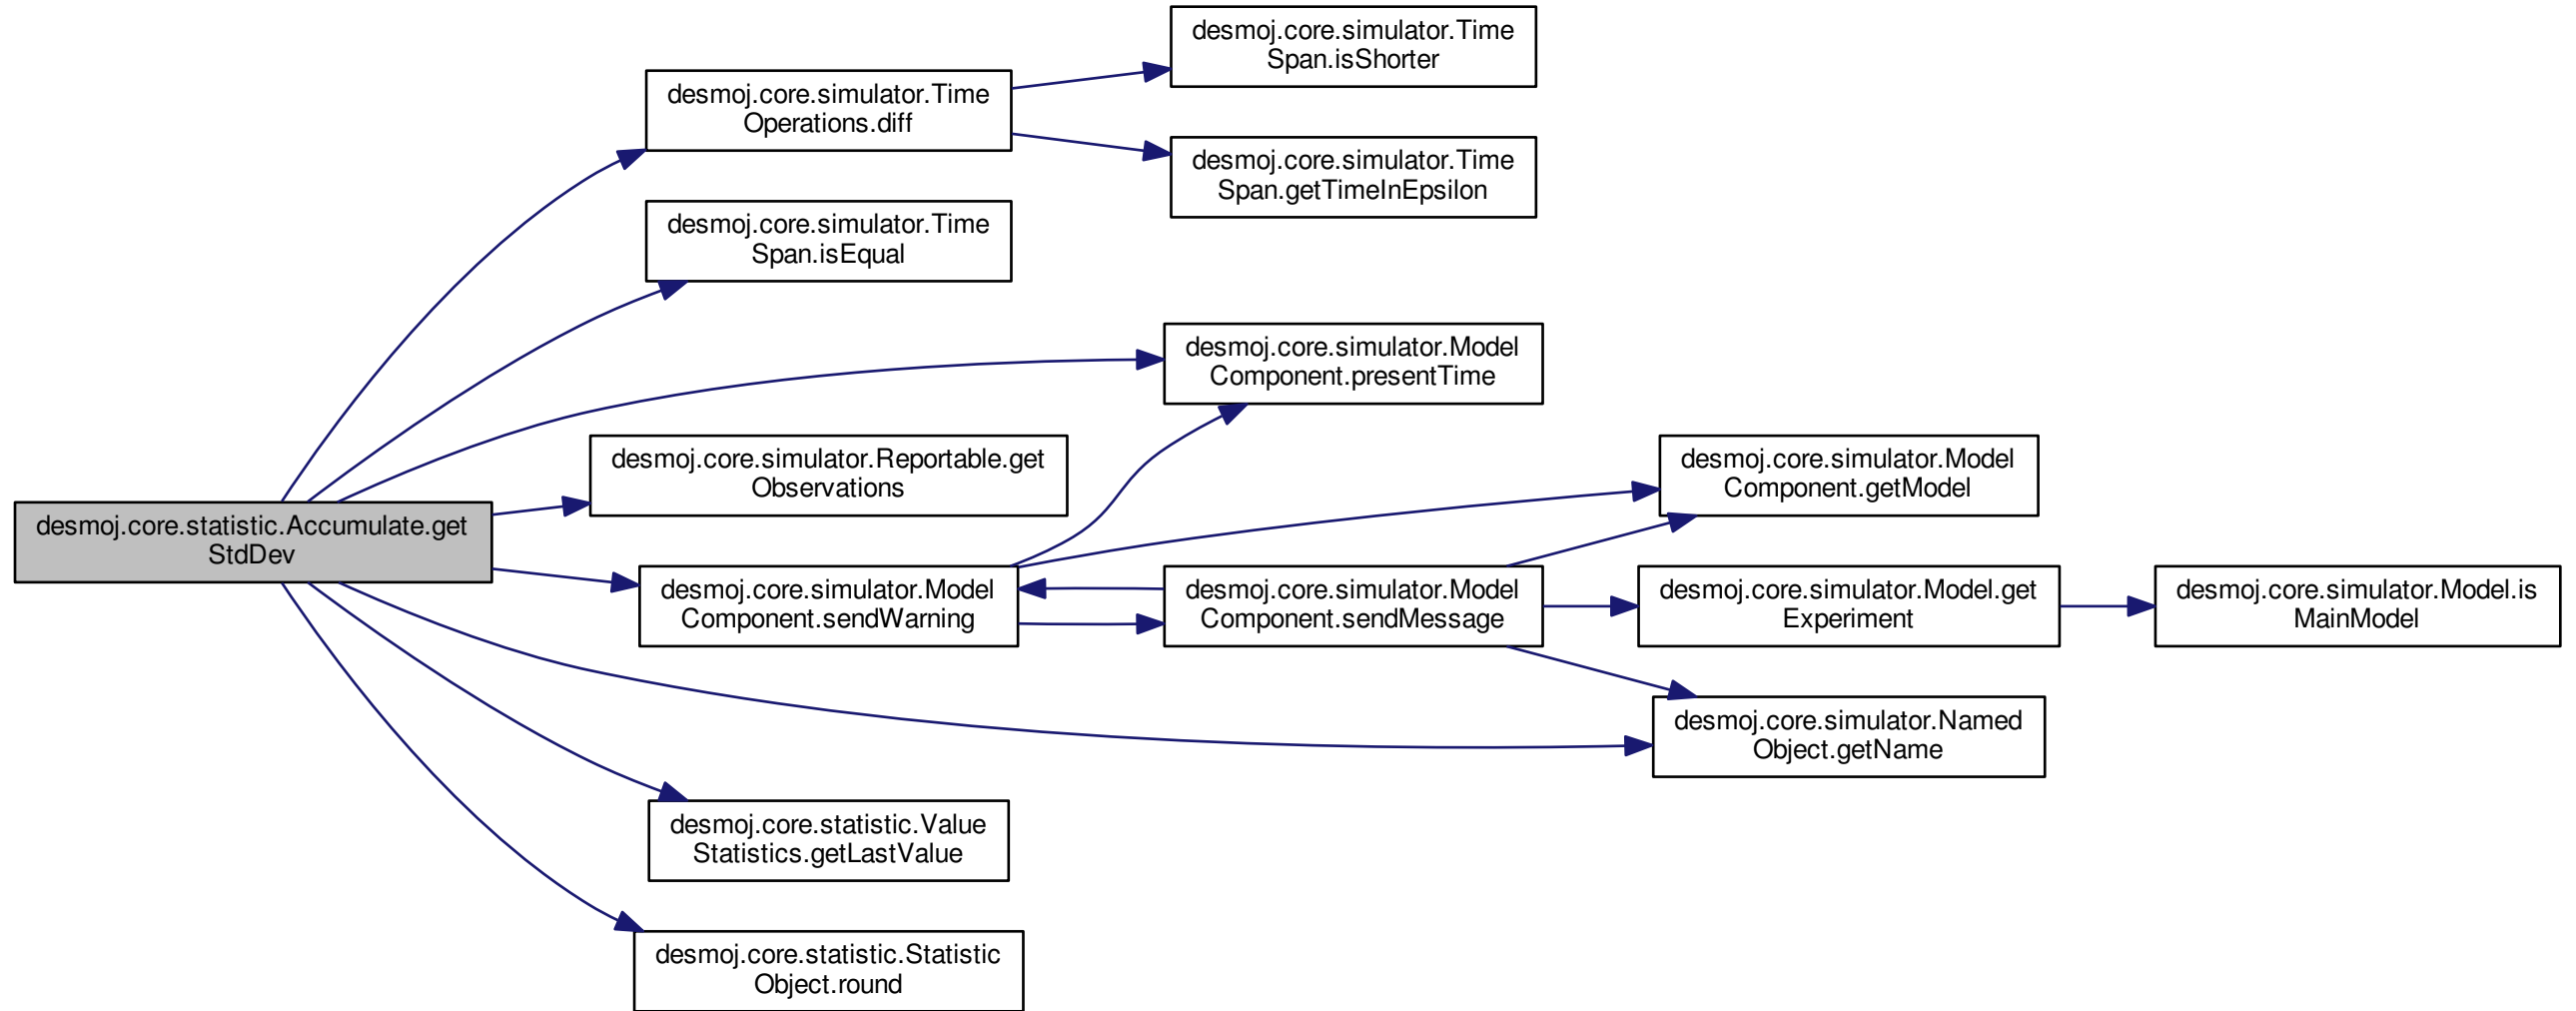 desmoj.core.simulator.Time
Span.isShorter
desmoj.core.simulator.Time
Operations.diff
desmoj.core.simulator.Time
Span.getTimeInEpsilon
desmoj.core.simulator.Time
Span.isEqual
desmoj.core.simulator.Model
Component.presentTime
desmoj.core.simulator.Reportable.get
Observations
desmoj.core.simulator.Model
Component.getModel
desmoj.core.statistic.Accumulate.get
StdDev
desmoj.core.simulator.Model
Component.sendWarning
desmoj.core.simulator.Model
Component.sendMessage
desmoj.core.simulator.Model.get
Experiment
desmoj.core.simulator.Model.is
MainModel
desmoj.core.simulator.Named
Object.getName
desmoj.core.statistic.Value
Statistics.getLastValue
desmoj.core.statistic.Statistic
Object.round